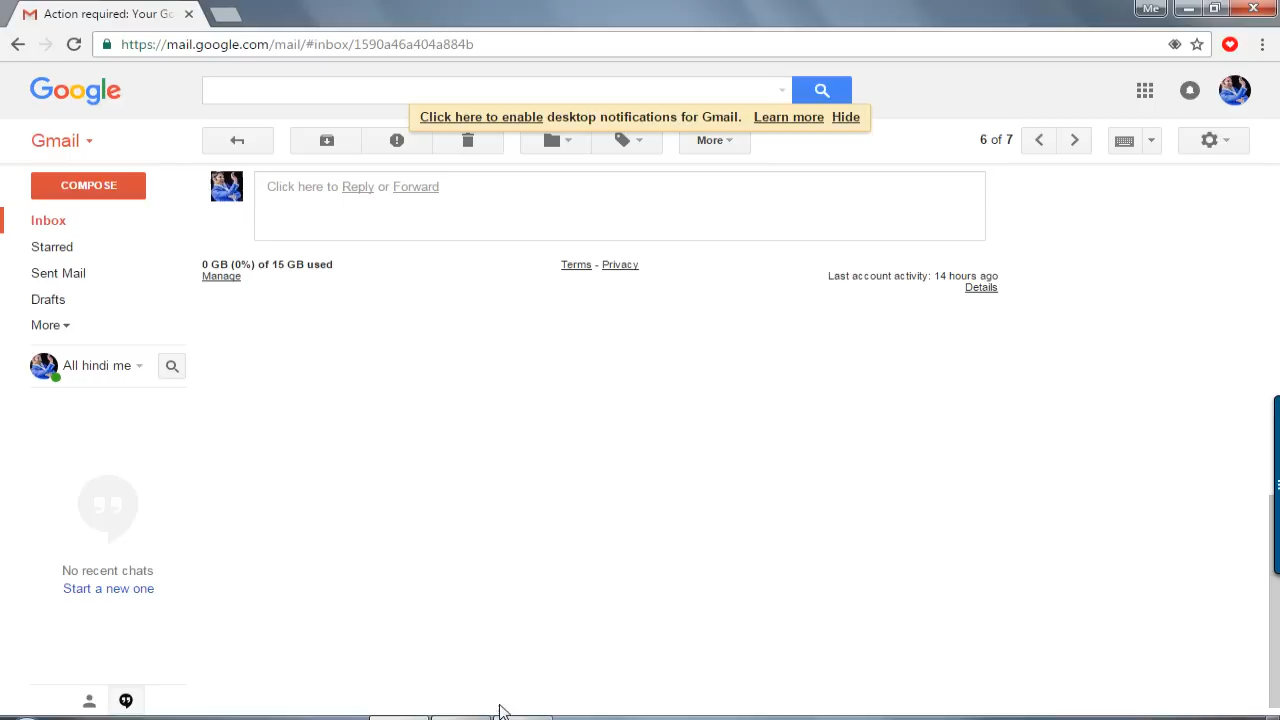 Action required: Your Go
Me
https://mail.google.com/mail/#inbox/1590a46a404a884b
Google
Click here to enable desktop notifications for Gmail. Learn more Hide
Gmail
More
6 of 7
COMPOSE
Click here to Reply or Forward
Inbox
Starred
Sent Mail
Drafts
More
0 GB (0%) of 15 GB used
Manage
Terms - Privacy
Last account activity: 14 hours ago
Details
All hindi me
No recent chats
Start a new one